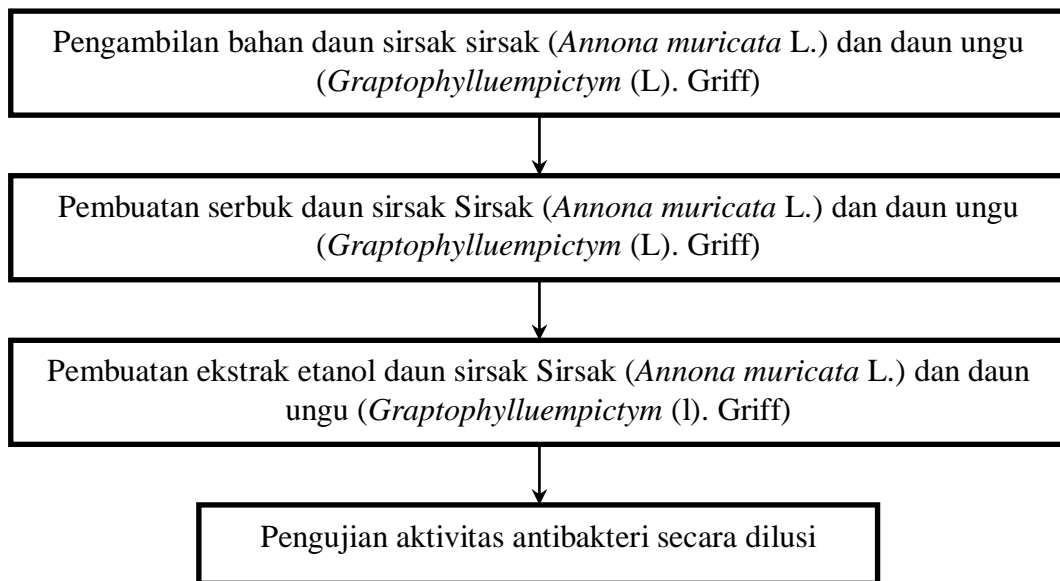 Pengambilan bahan daun sirsak sirsak (Annona muricata L.) dan daun ungu
(Graptophylluempictym (L). Griff)
Pembuatan serbuk daun sirsak Sirsak (Annona muricata L.) dan daun ungu
(Graptophylluempictym (L). Griff)
Pembuatan ekstrak etanol daun sirsak Sirsak (Annona muricata L.) dan daun
ungu (Graptophylluempictym (l). Griff)
Pengujian aktivitas antibakteri secara dilusi